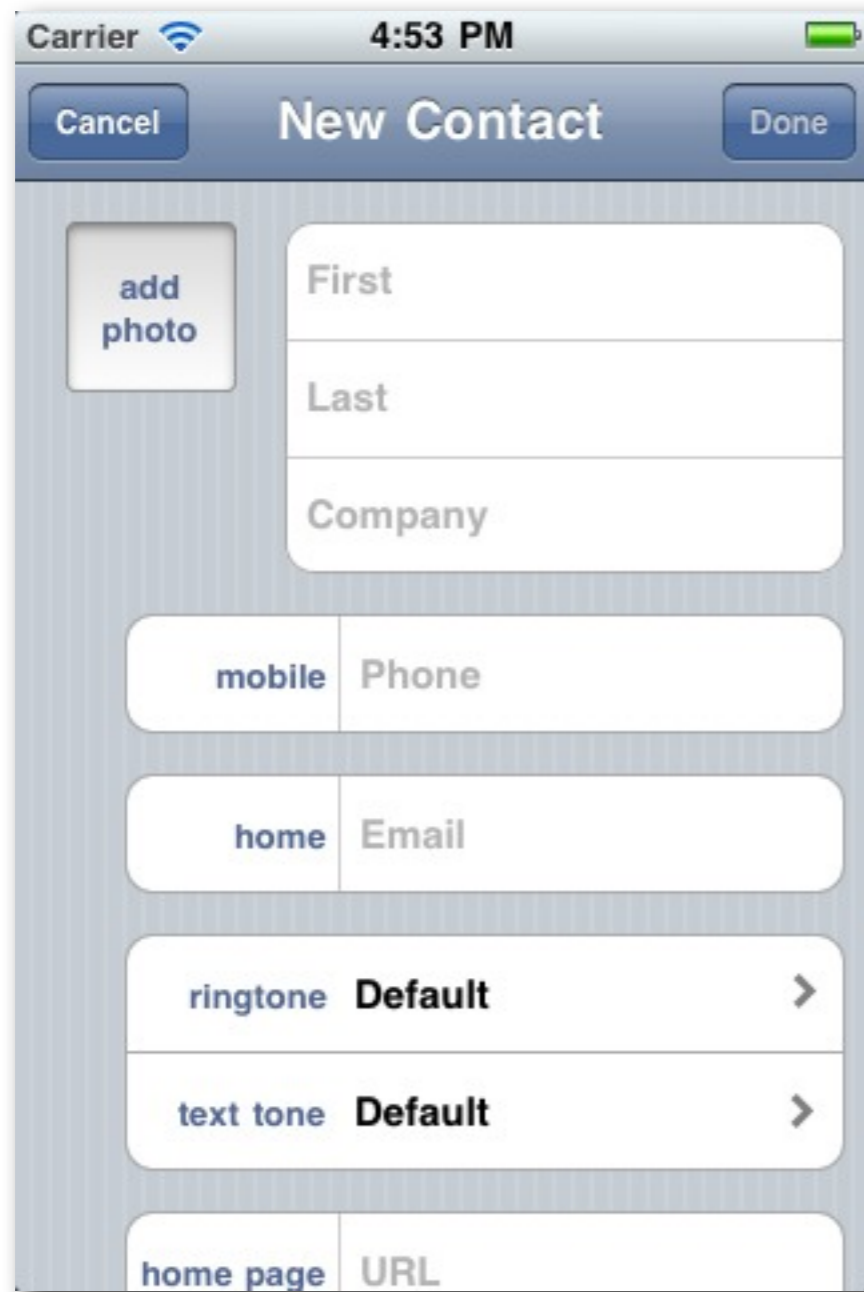 Carrier 4:53 PM
Cancel New Contact Done
add
photo
First
Last
Company
mobile Phone
home Email
ringtone Default
text tone Default
home page URL